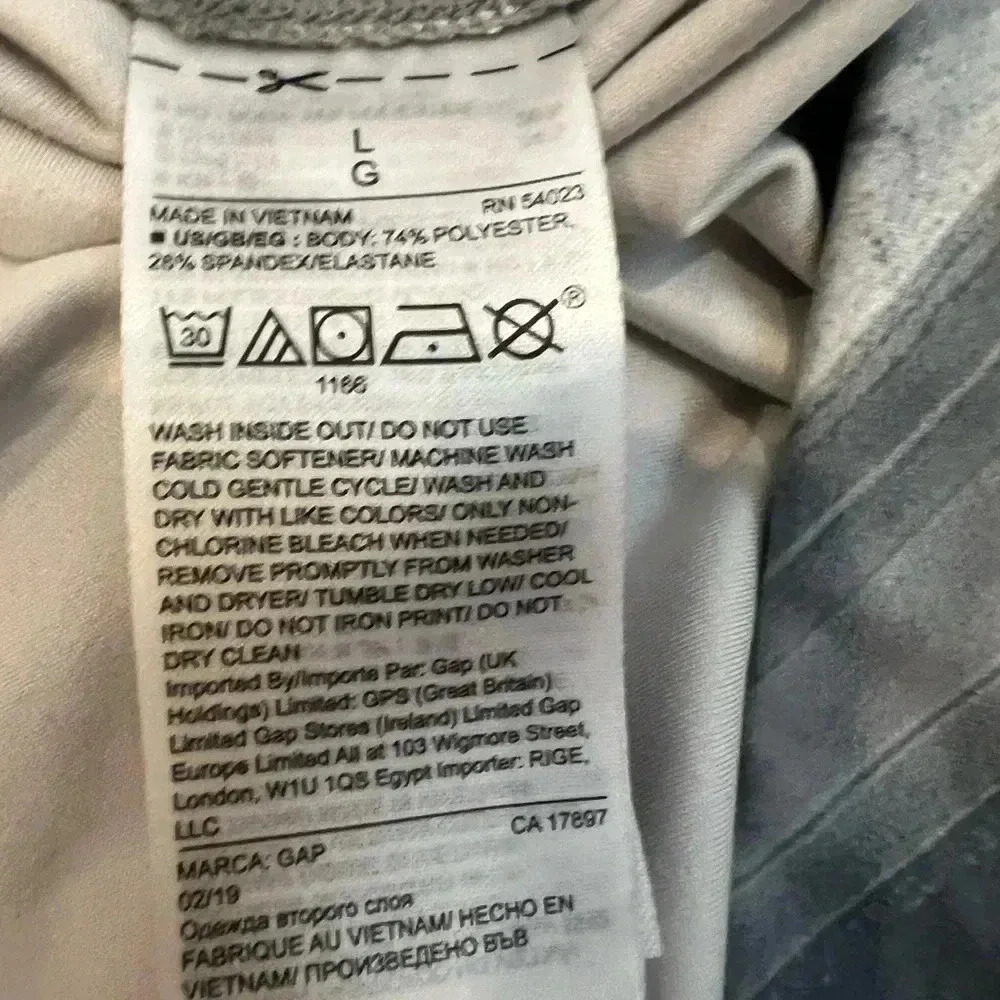 L
G
RN 54023
MADE IN VIETNAM
■ US/GB/EG : BODY: 74% POLYESTER,
26% SPANDEX/ELASTANE
30
®
1166
WASH INSIDE OUT/ DO NOT USE
FABRIC SOFTENER/ MACHINE WASH
COLD GENTLE CYCLE/ WASH AND
DRY WITH LIKE COLORS/ ONLY NON-
CHLORINE BLEACH WHEN NEEDED/
REMOVE PROMPTLY FROM WASHER
AND DRYER/ TUMBLE DRY LOW/ COOL
IRON/ DO NOT IRON PRINT/ DO NOT
DRY CLEAN
Imported By/Importe Par: Gap (UK
Holdings) Limited: GPS (Great Britain)
Limited Gap Stores (Ireland) Limited Gap
Europe Limited All at 103 Wigmore Street,
London, W1U 1QS Egypt Importer: RIGE,
LLC
CA 17897
MARCA: GAP
02/19
Одежда второго слоя
FABRIQUE AU VIETNAM/ HECHO EN
VIETNAM/ ПРОИЗВЕДЕНО ВЪВ